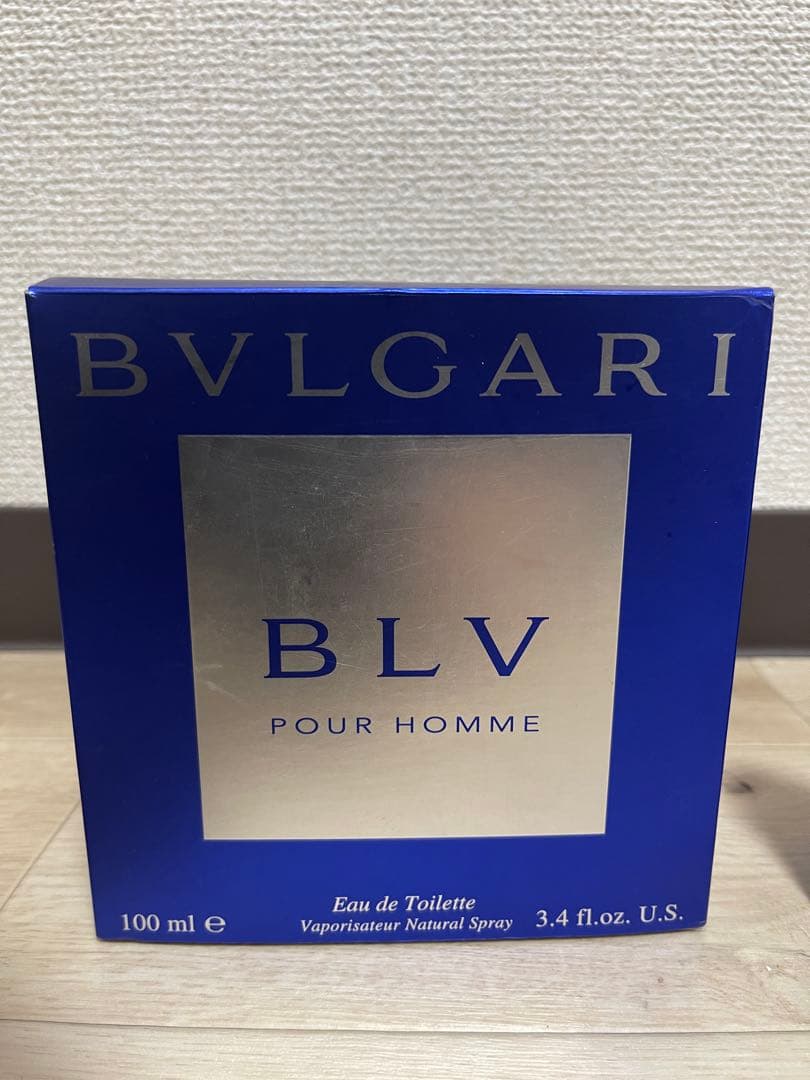 BVLGARI
BLV
POUR HOMME
Eau de Toilette
100 ml ℮ Vaporisateur Natural Spray 3.4 fl.oz. U.S.